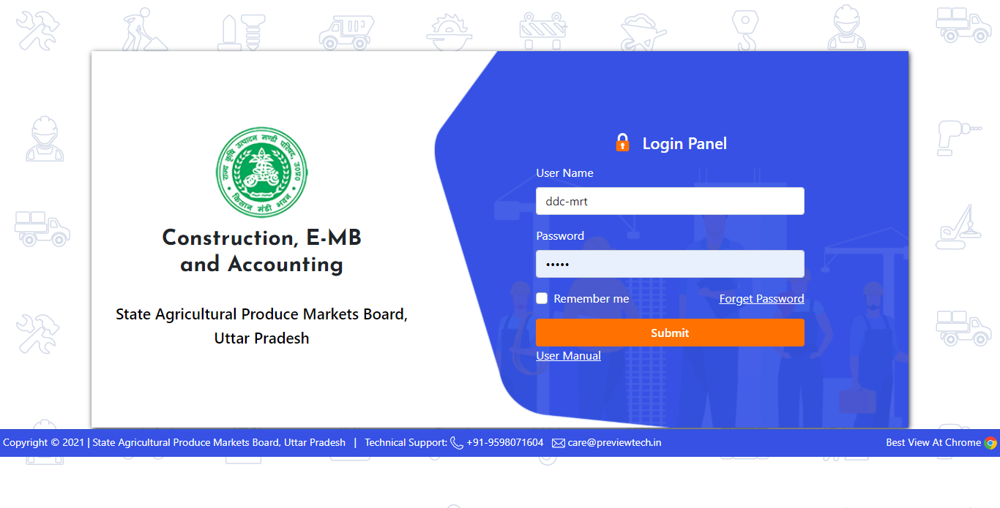 राज्य कृषि उत्पादन मण्डी परिषद, उ०प्र०
• किसान मंडी भवन •
Construction, E-MB
and Accounting
State Agricultural Produce Markets Board,
Uttar Pradesh
Login Panel
User Name
ddc-mrt
Password
•••••
Remember me
Forget Password
Submit
User Manual
Copyright © 2021 | State Agricultural Produce Markets Board, Uttar Pradesh | Technical Support: +91-9598071604 care@previewtech.in
Best View At Chrome